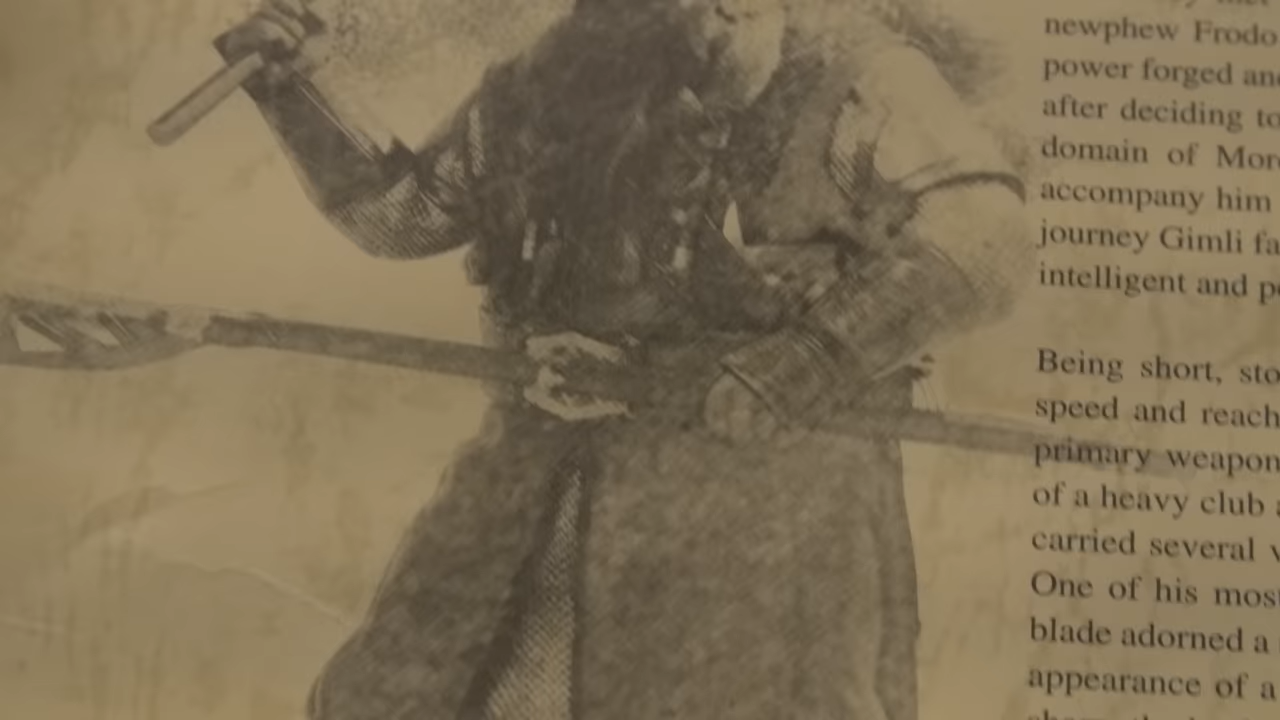 newphew Frodo
power forged an
after deciding to
domain of Mor
accompany him
journey Gimli fa
intelligent and p
Being short, sto
speed and reach
primary weapon
of a heavy club
carried several
One of his mos
blade adorned a
appearance of a